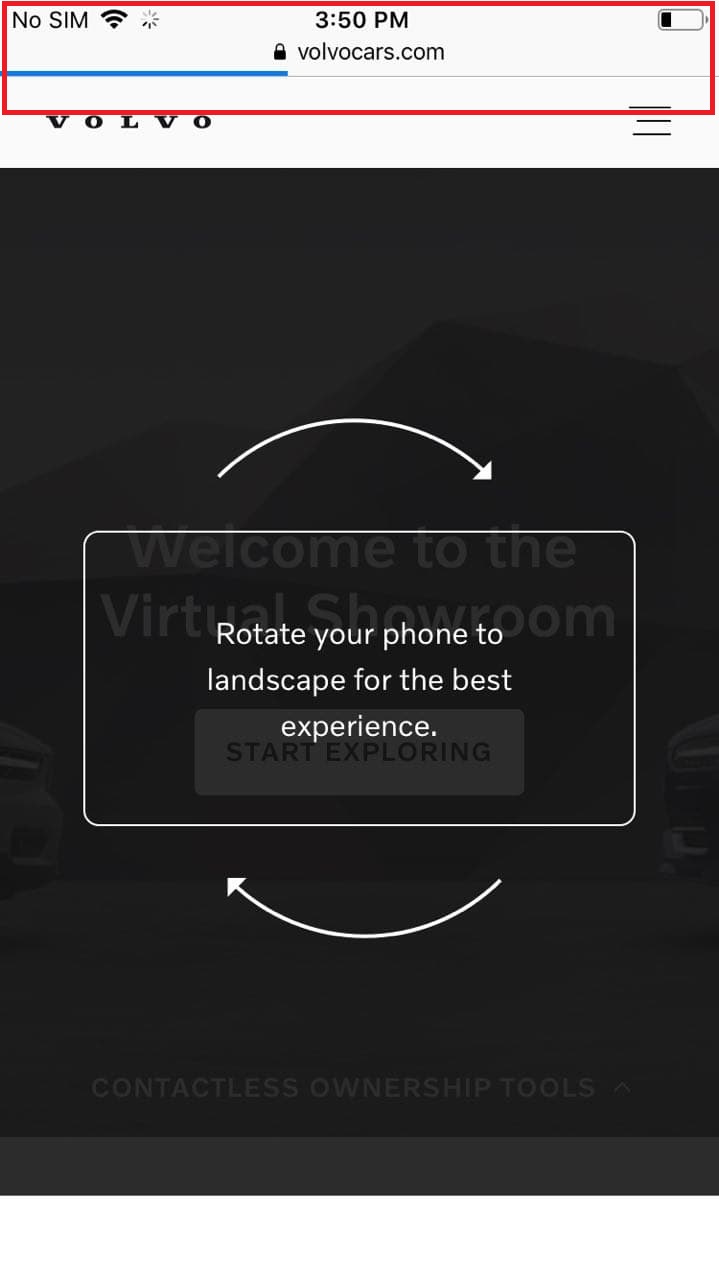 No SIM 3:50 PM
volvocars.com
VOLVO
Welcome to the
Virtual Showroom
Rotate your phone to
landscape for the best
experience.
START EXPLORING
CONTACTLESS OWNERSHIP TOOLS